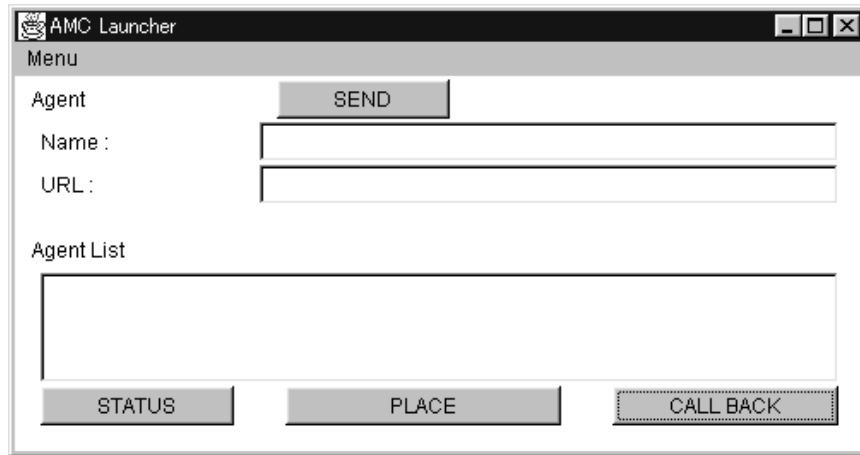 AMC Launcher
Menu
Agent SEND
Name :
URL :
Agent List
STATUS PLACE CALL BACK